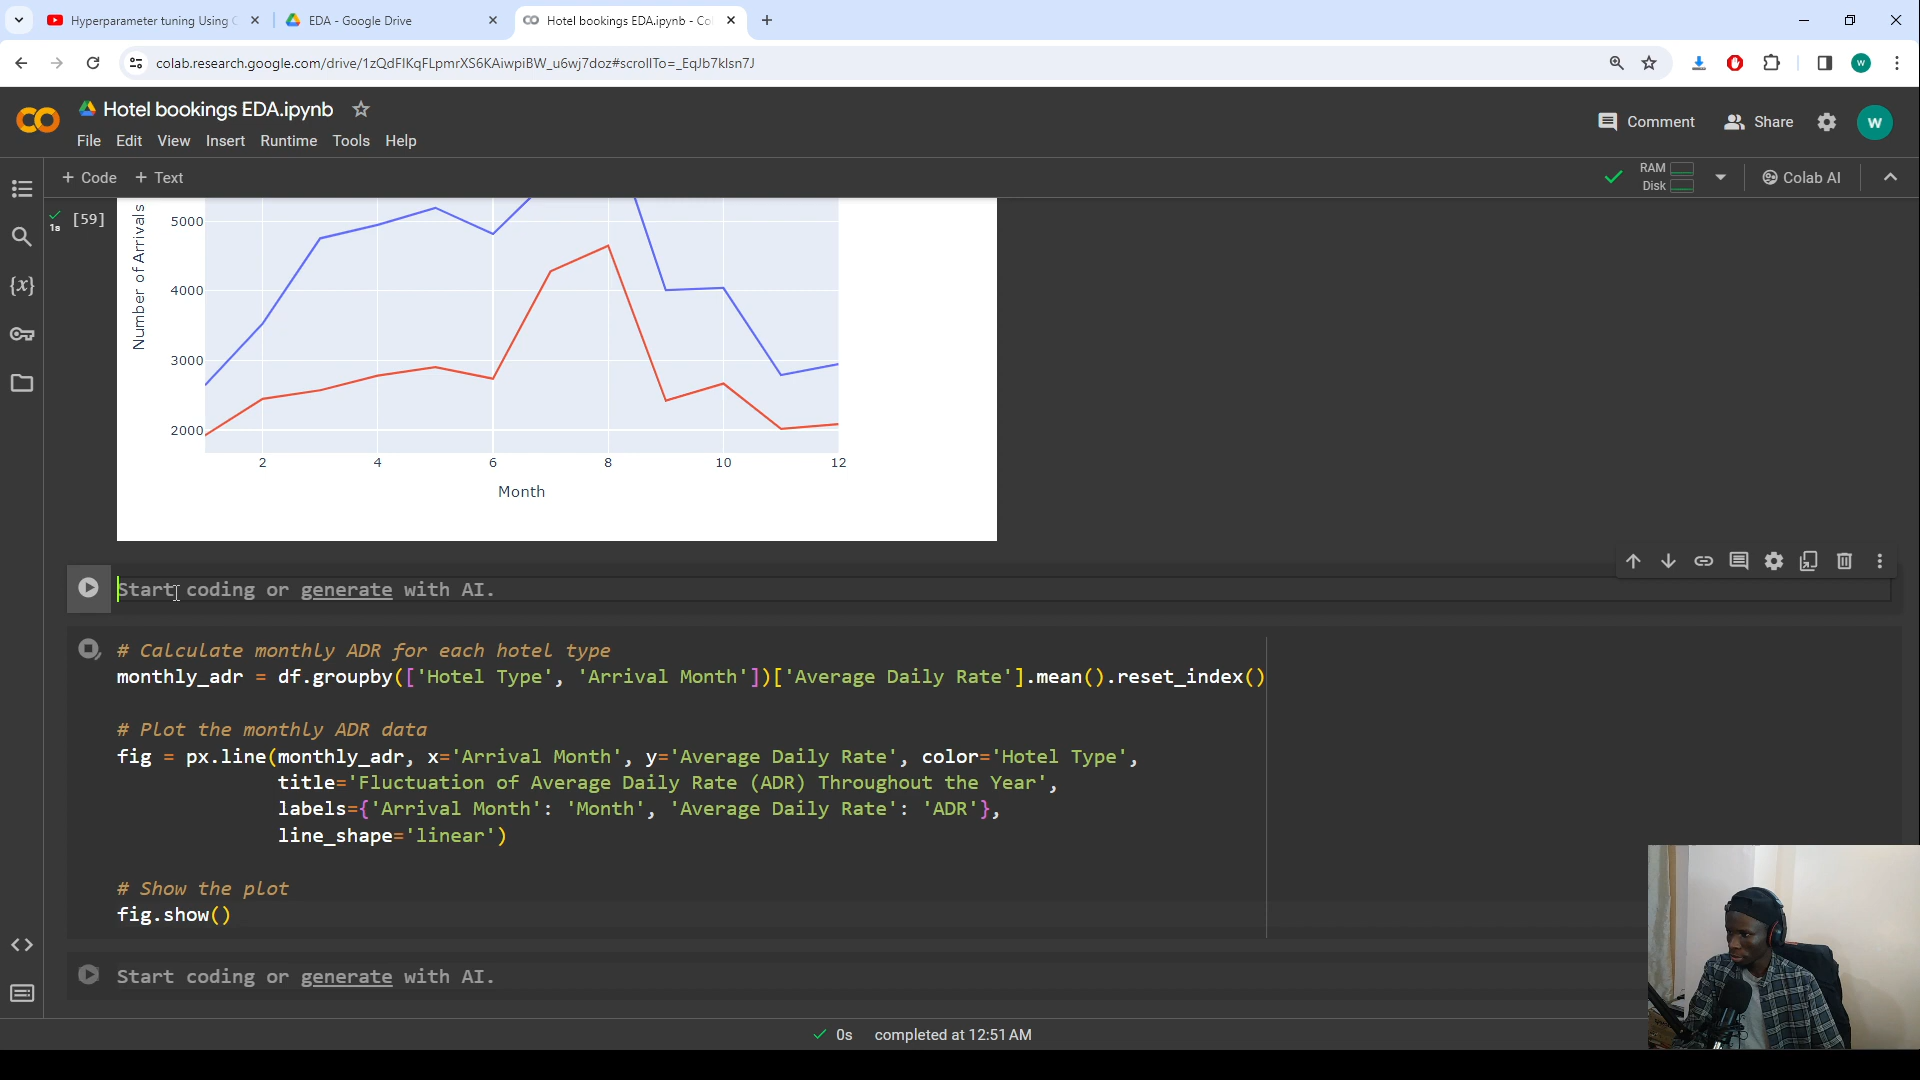 Hyperparameter tuning Using
EDA - Google Drive
Hotel bookings EDA.ipynb - Co
colab.research.google.com/drive/1zQdFlKqFLpmrXS6KAiwpiBW_u6wj7doz#scrollTo=_EqJb7klsn7J
W
CO
Hotel bookings EDA.ipynb
Comment
Share
W
File Edit View Insert Runtime Tools Help
+ Code + Text
RAM
Disk
Colab AI
1s
[59]
{x}
Number of Arrivals
5000
4000
3000
2000
2 4 6 8 10 12
Month
Start coding or generate with AI.
# Calculate monthly ADR for each hotel type
monthly_adr = df.groupby(['Hotel Type', 'Arrival Month'])['Average Daily Rate'].mean().reset_index()
# Plot the monthly ADR data
fig = px.line(monthly_adr, x='Arrival Month', y='Average Daily Rate', color='Hotel Type',
title='Fluctuation of Average Daily Rate (ADR) Throughout the Year',
labels={'Arrival Month': 'Month', 'Average Daily Rate': 'ADR'},
line_shape='linear')
# Show the plot
fig.show()
Start coding or generate with AI.
0s completed at 12:51 AM